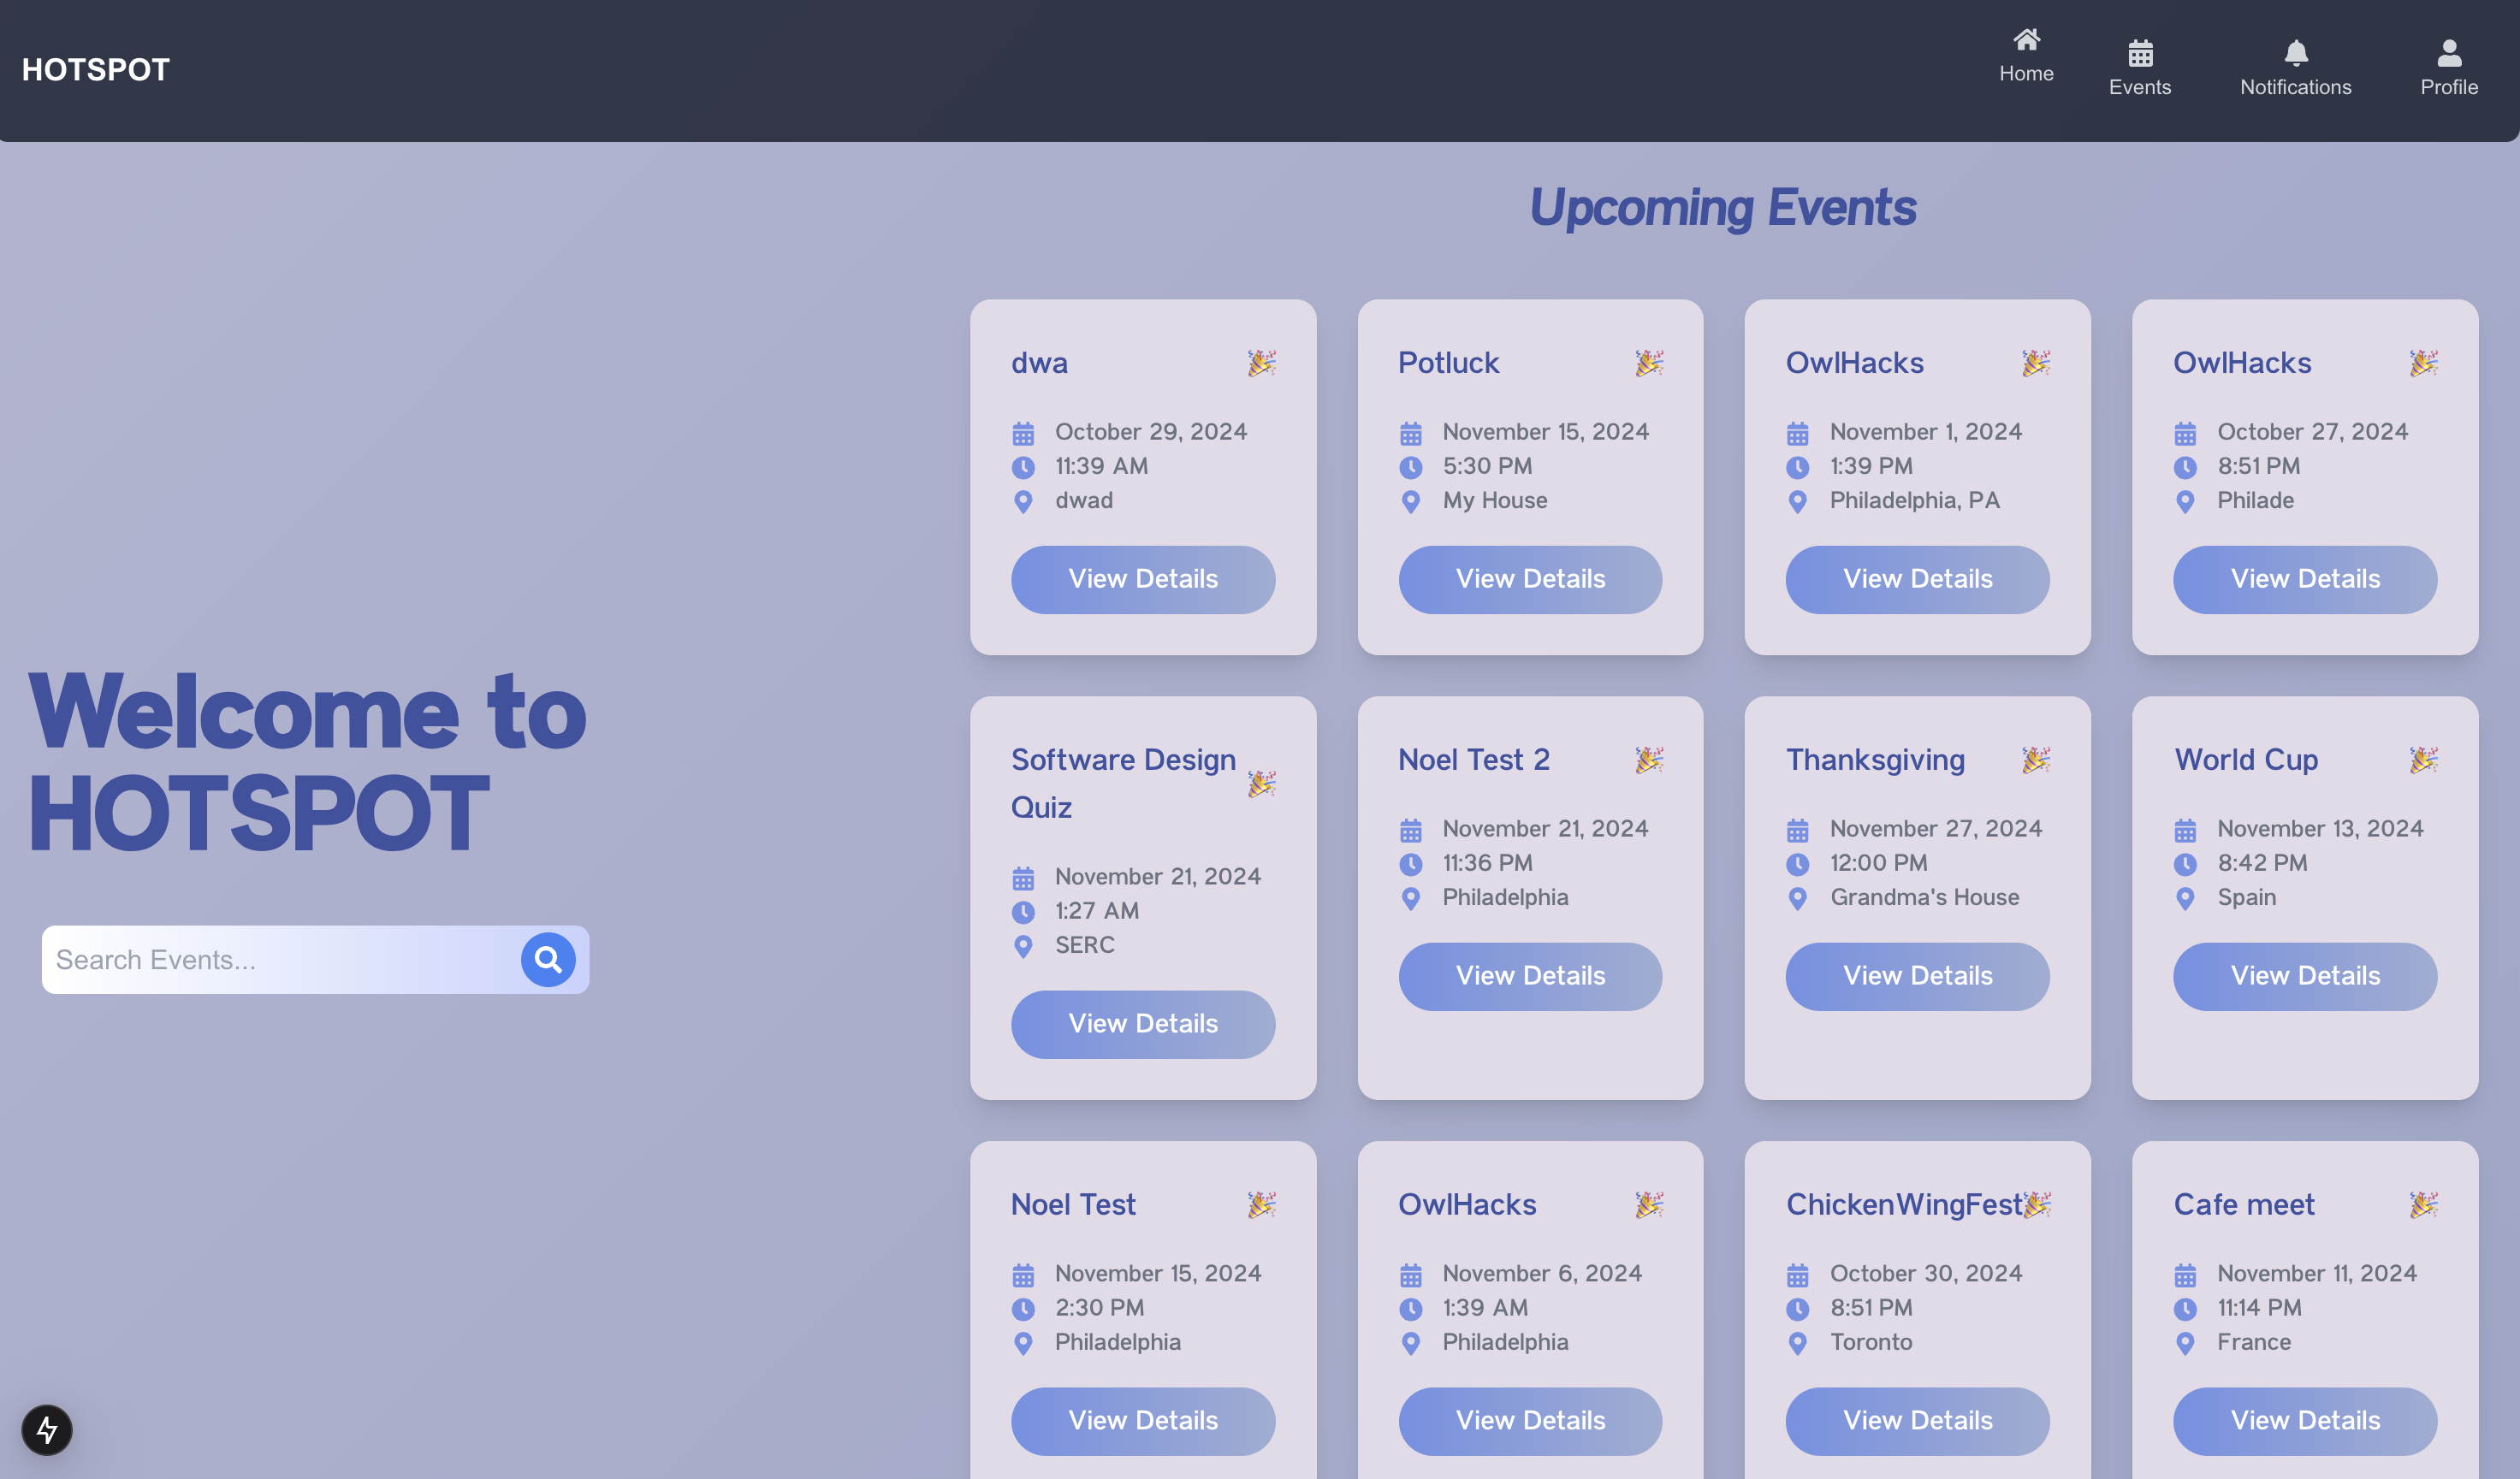 HOTSPOT
Home
Events
Notifications
Profile
Upcoming Events
Welcome to
HOTSPOT
Search Events...
dwa
October 29, 2024
11:39 AM
dwad
View Details
Potluck
November 15, 2024
5:30 PM
My House
View Details
OwlHacks
November 1, 2024
1:39 PM
Philadelphia, PA
View Details
OwlHacks
October 27, 2024
8:51 PM
Philade
View Details
Software Design
Quiz
November 21, 2024
1:27 AM
SERC
View Details
Noel Test 2
November 21, 2024
11:36 PM
Philadelphia
View Details
Thanksgiving
November 27, 2024
12:00 PM
Grandma's House
View Details
World Cup
November 13, 2024
8:42 PM
Spain
View Details
Noel Test
November 15, 2024
2:30 PM
Philadelphia
View Details
OwlHacks
November 6, 2024
1:39 AM
Philadelphia
View Details
ChickenWingFest
October 30, 2024
8:51 PM
Toronto
View Details
Cafe meet
November 11, 2024
11:14 PM
France
View Details